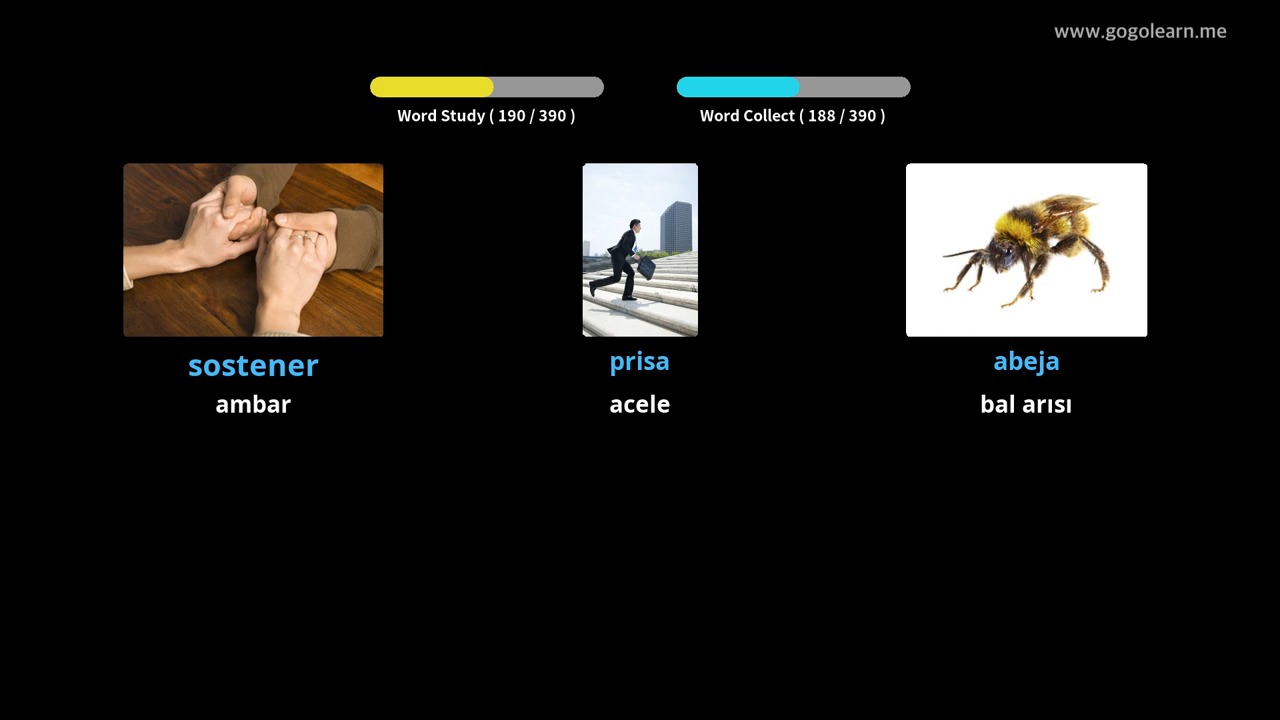 www.gogolearn.me
Word Study ( 190 / 390 )
Word Collect ( 188 / 390 )
sostener
prisa
abeja
ambar
acele
bal arısı